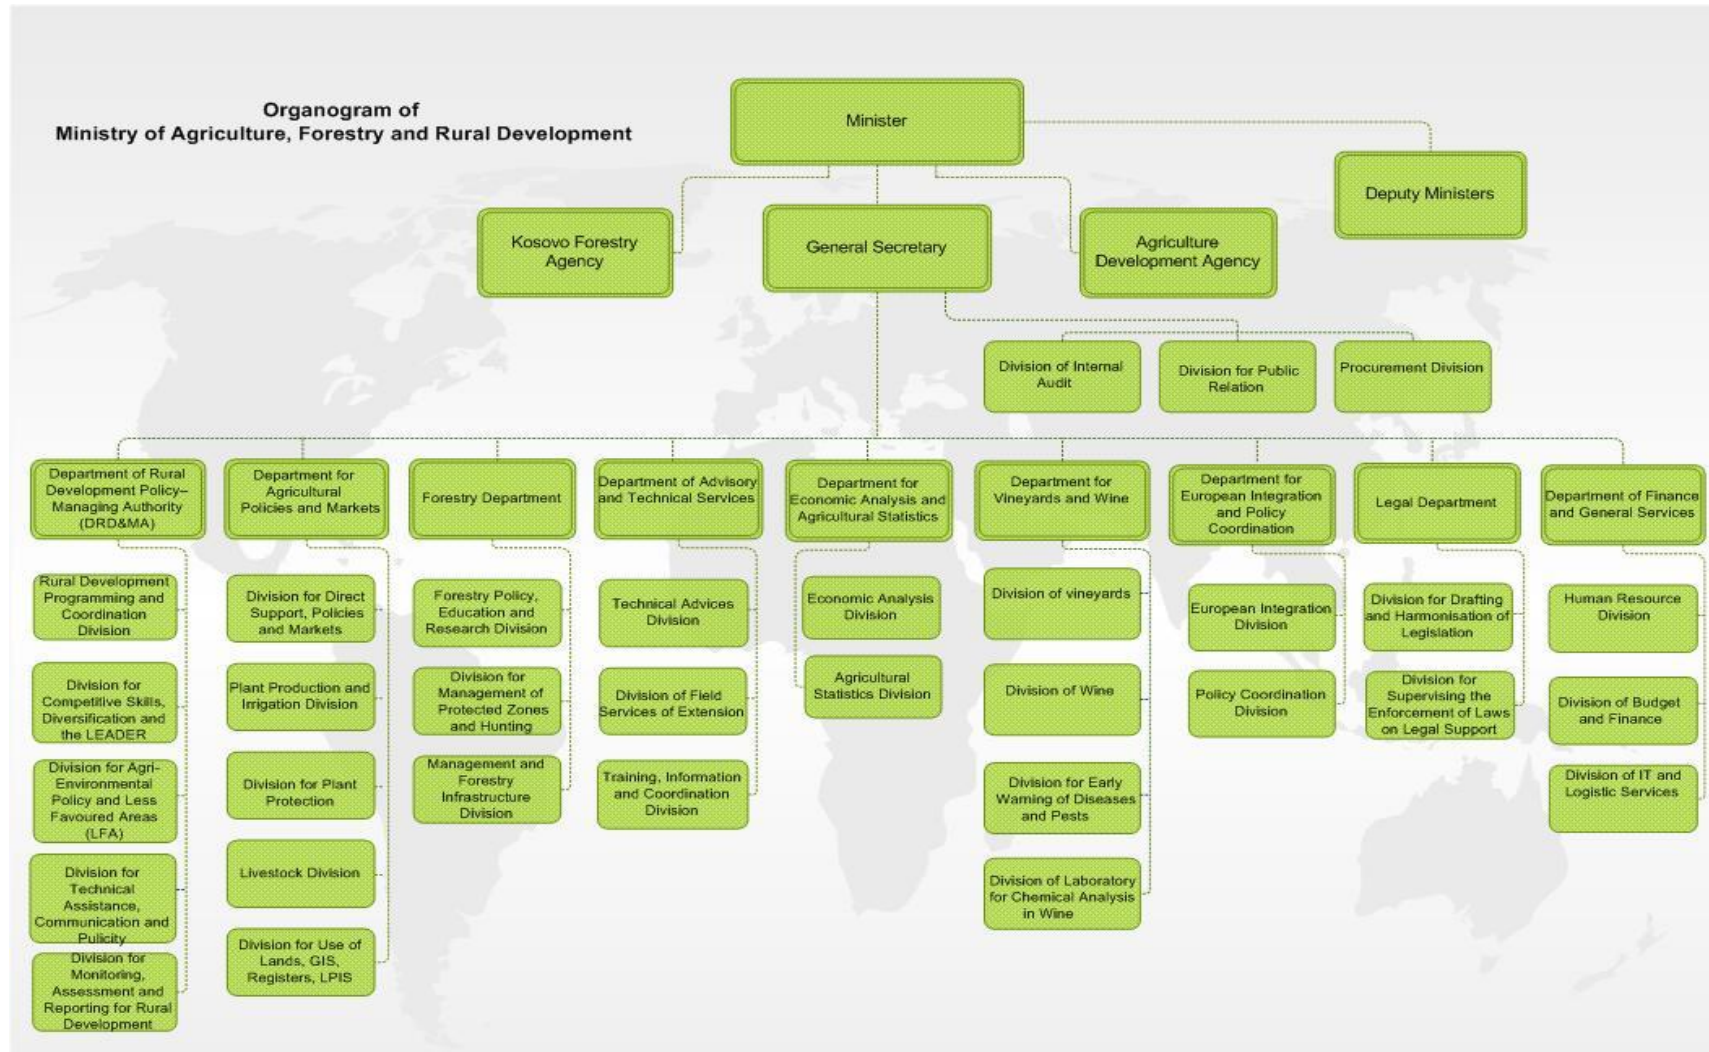 Organogram of
Ministry of Agriculture, Forestry and Rural Development
Minister
Deputy Ministers
Kosovo Forestry
Agency
General Secretary
Agriculture
Development Agency
Division of Internal
Audit
Division for Public
Relation
Procurement Division
Department of Rural
Development Policy–
Managing Authority
(DRD&MA)
Department for
Agricultural
Policies and Markets
Forestry Department
Department of Advisory
and Technical Services
Department for
Economic Analysis and
Agricultural Statistics
Department for
Vineyards and Wine
Department for
European Integration
and Policy
Coordination
Legal Department
Department of Finance
and General Services
Rural Development
Programming and
Coordination
Division
Division for
Competitive Skills,
Diversification and
the LEADER
Division for Agri-
Environmental
Policy and Less
Favoured Areas
(LFA)
Division for
Technical
Assistance,
Communication and
Pulicity
Division for
Monitoring,
Assessment and
Reporting for Rural
Development
Division for Direct
Support, Policies
and Markets
Plant Production and
Irrigation Division
Division for Plant
Protection
Livestock Division
Division for Use of
Lands, GIS,
Registers, LPIS
Forestry Policy,
Education and
Research Division
Division for
Management of
Protected Zones
and Hunting
Management and
Forestry
Infrastructure
Division
Technical Advices
Division
Division of Field
Services of Extension
Training, Information
and Coordination
Division
Economic Analysis
Division
Agricultural
Statistics Division
Division of vineyards
Division of Wine
Division for Early
Warning of Diseases
and Pests
Division of Laboratory
for Chemical Analysis
in Wine
European Integration
Division
Policy Coordination
Division
Division for Drafting
and Harmonisation of
Legislation
Division for
Supervising the
Enforcement of Laws
on Legal Support
Human Resource
Division
Division of Budget
and Finance
Division of IT and
Logistic Services